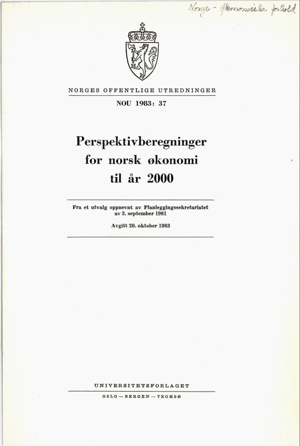 Norge - Økonomiske forhold
NORGES OFFENTLIGE UTREDNINGER
NOU 1983: 37
Perspektivberegninger
for norsk økonomi
til år 2000
Fra et utvalg oppnevnt av Planleggingssekretariatet
av 3. september 1981
Avgitt 20. oktober 1983
UNIVERSITETSFORLAGET
OSLO — BERGEN — TROMSØ